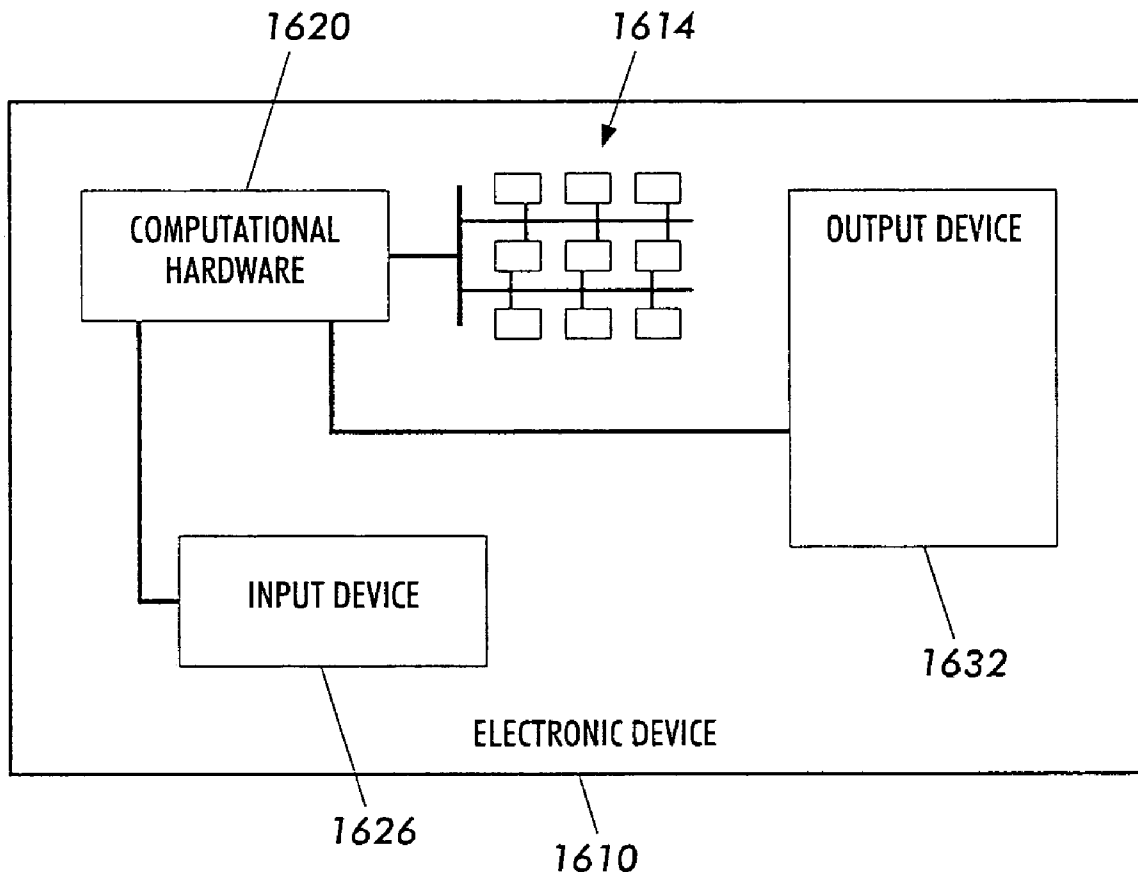 1620
1614
COMPUTATIONAL
HARDWARE
OUTPUT DEVICE
INPUT DEVICE
1632
ELECTRONIC DEVICE
1626
1610